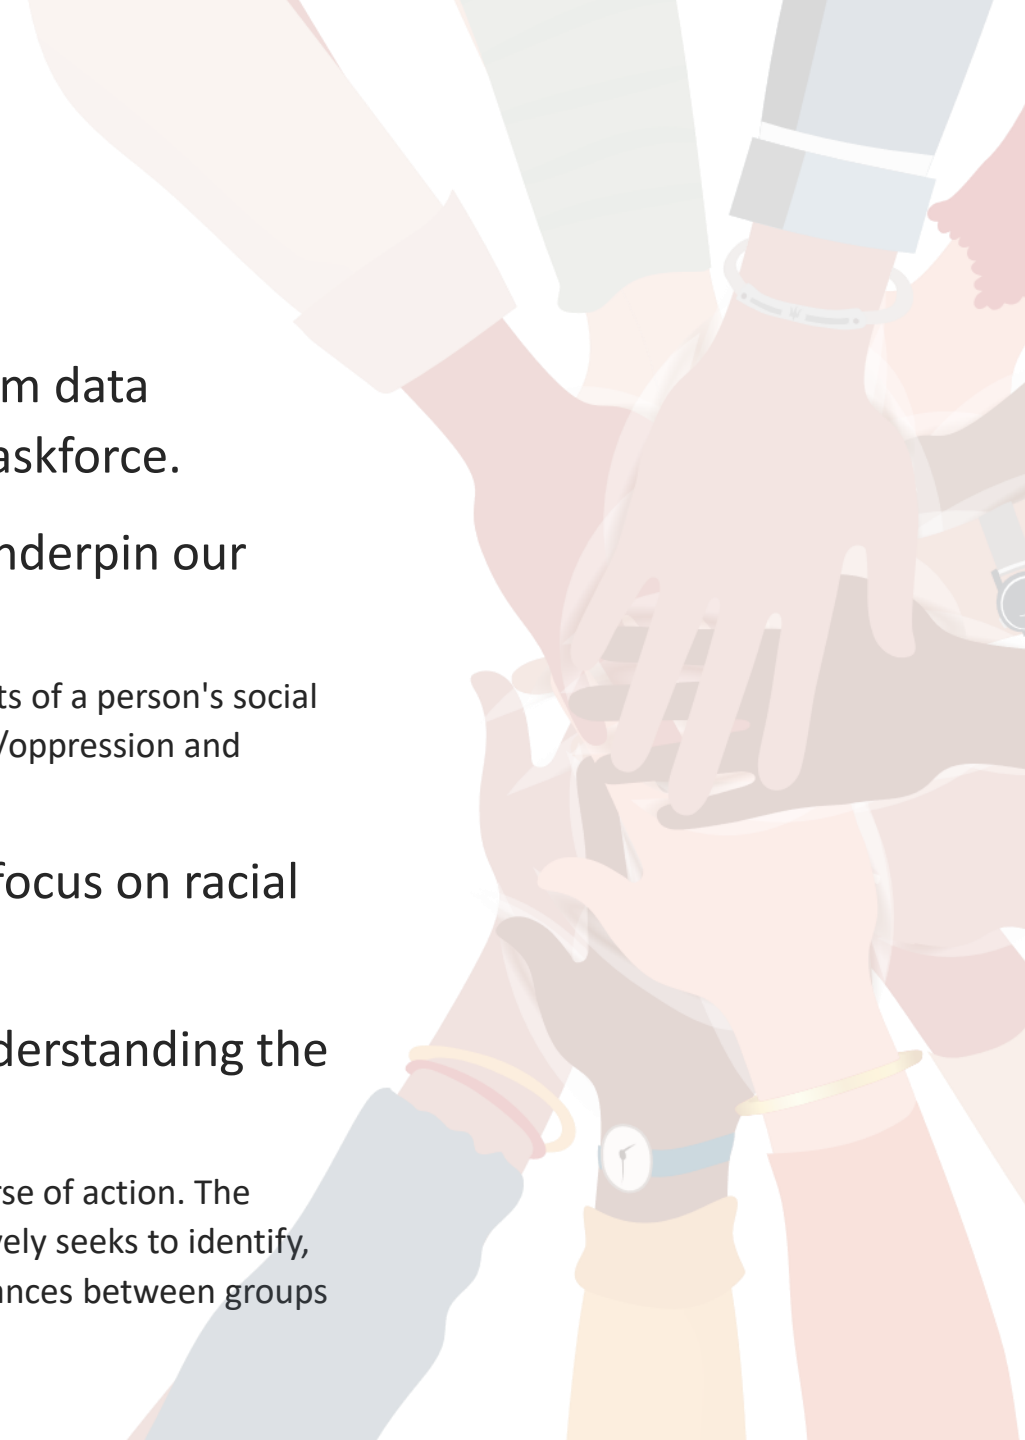 m data
askforce.
nderpin our
ts of a person's social
/oppression and
focus on racial
derstanding the
rse of action. The
vely seeks to identify,
ances between groups